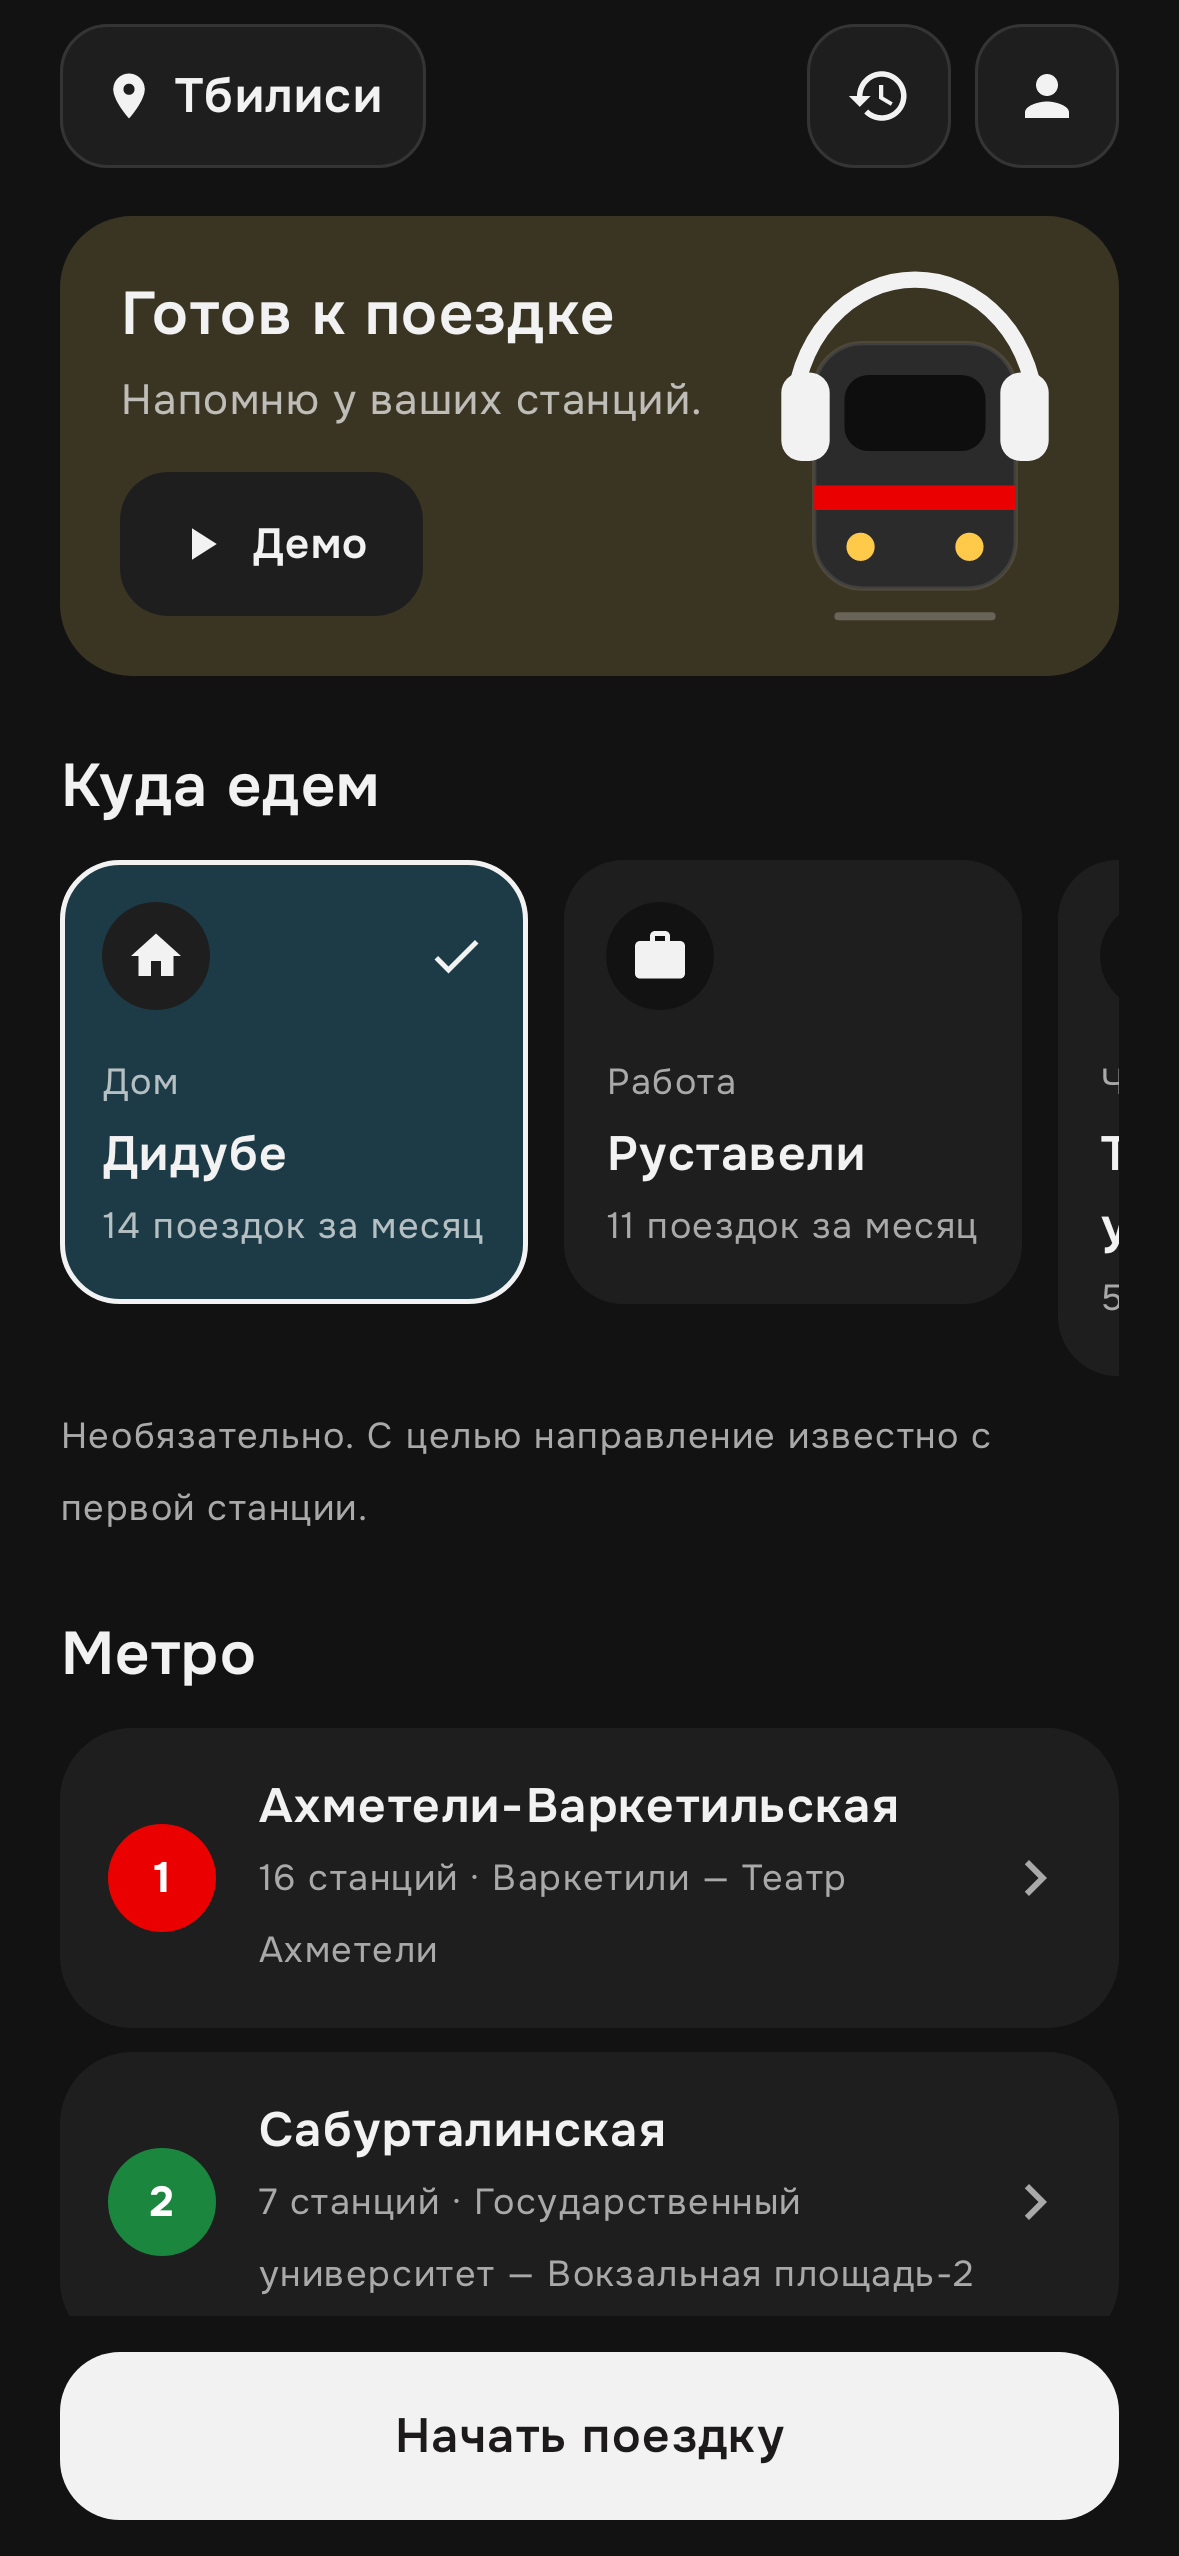 Тбилиси
Готов к поездке
Напомню у ваших станций.
Демо
Куда едем
Дом
Дидубе
14 поездок за месяц
Работа
Руставели
11 поездок за месяц
Необязательно. С целью направление известно с
первой станции.
Метро
1
Ахметели-Варкетильская
16 станций · Варкетили — Театр
Ахметели
2
Сабурталинская
7 станций · Государственный
университет — Вокзальная площадь-2
Начать поездку